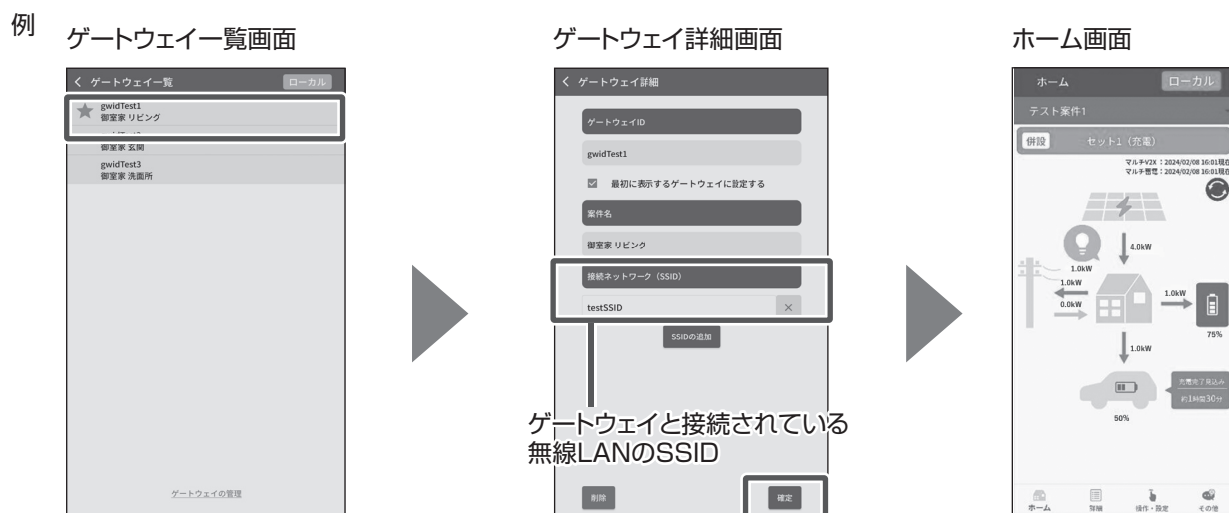 例
ゲートウェイ一覧画面
ゲートウェイ一覧
ローカル
gwidTest1
御室家 リビング
御室家 玄関
gwidTest3
御室家 洗面所
ゲートウェイの管理
ゲートウェイ詳細画面
ゲートウェイ詳細
ゲートウェイID
gwidTest1
最初に表示するゲートウェイに設定する
案件名
御室家 リビング
接続ネットワーク（SSID）
testSSID
SSIDの追加
ゲートウェイと接続されている
無線LANのSSID
削除
確定
ホーム画面
ホーム
ローカル
テスト案件1
併設
セット1（充電）
マルチV2X：2024/02/08 16:01現在
マルチ蓄電：2024/02/08 16:01現在
4.0kW
1.0kW
1.0kW
0.0kW
1.0kW
75%
1.0kW
充電完了見込み
約1時間30分
50%
ホーム
詳細
操作・設定
その他